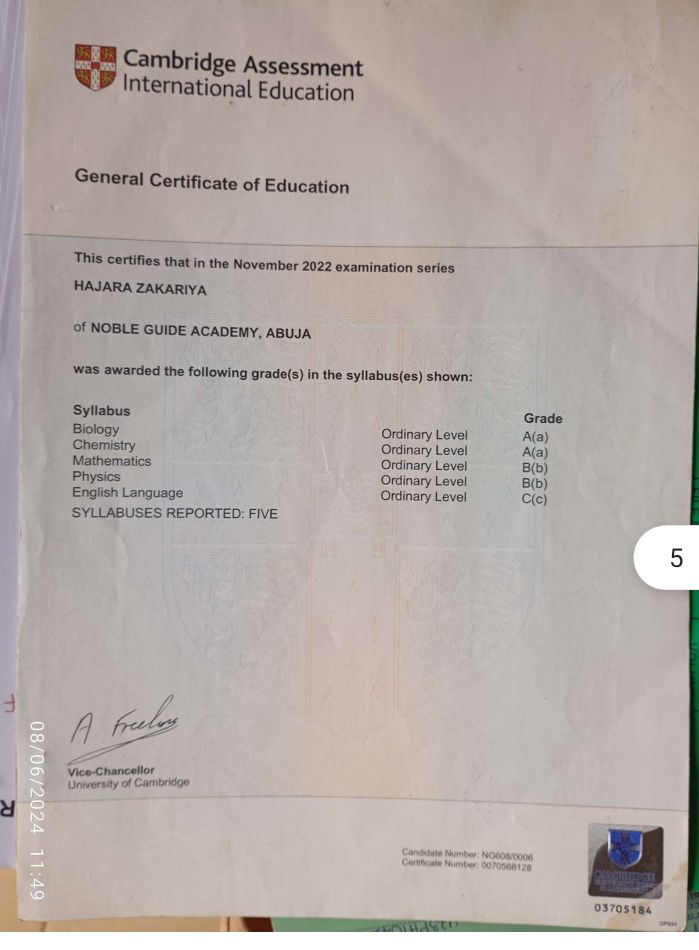 Cambridge Assessment
International Education
General Certificate of Education
This certifies that in the November 2022 examination series
HAJARA ZAKARIYA
of NOBLE GUIDE ACADEMY, ABUJA
was awarded the following grade(s) in the syllabus(es) shown:
Syllabus Grade
Biology Ordinary Level A(a)
Chemistry Ordinary Level A(a)
Mathematics Ordinary Level B(b)
Physics Ordinary Level B(b)
English Language Ordinary Level C(c)
SYLLABUSES REPORTED: FIVE
5
A. Freeling
Vice-Chancellor
University of Cambridge
08/06/2024 11:49
Candidate Number: NG608/0006
Certificate Number: 0070568128
CAMBRIDGE
03705184